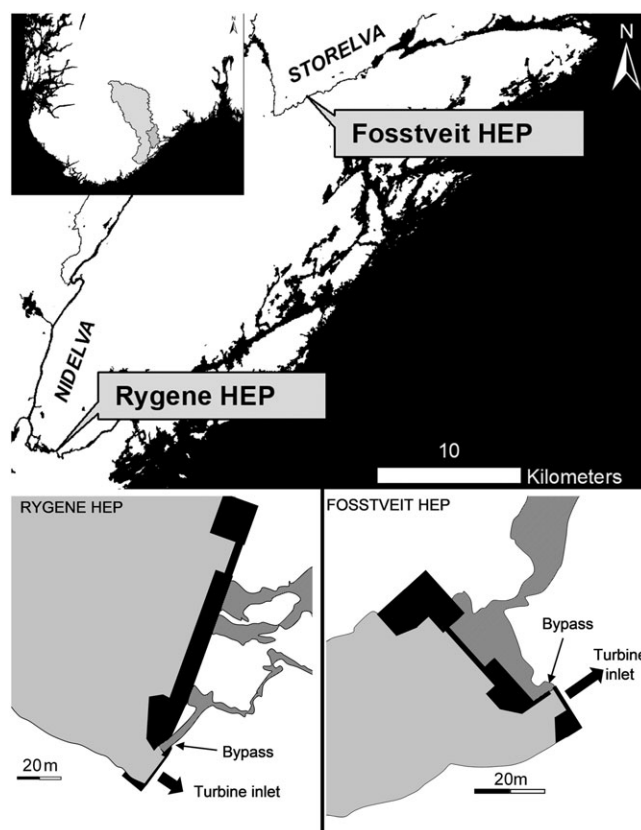 N
N
STORELVA
Fosstveit HEP
NIDELVA
Rygene HEP
10
Kilometers
RYGENE HEP
Bypass
20m
Turbine inlet
FOSSTVEIT HEP
Bypass
Turbine
inlet
20m